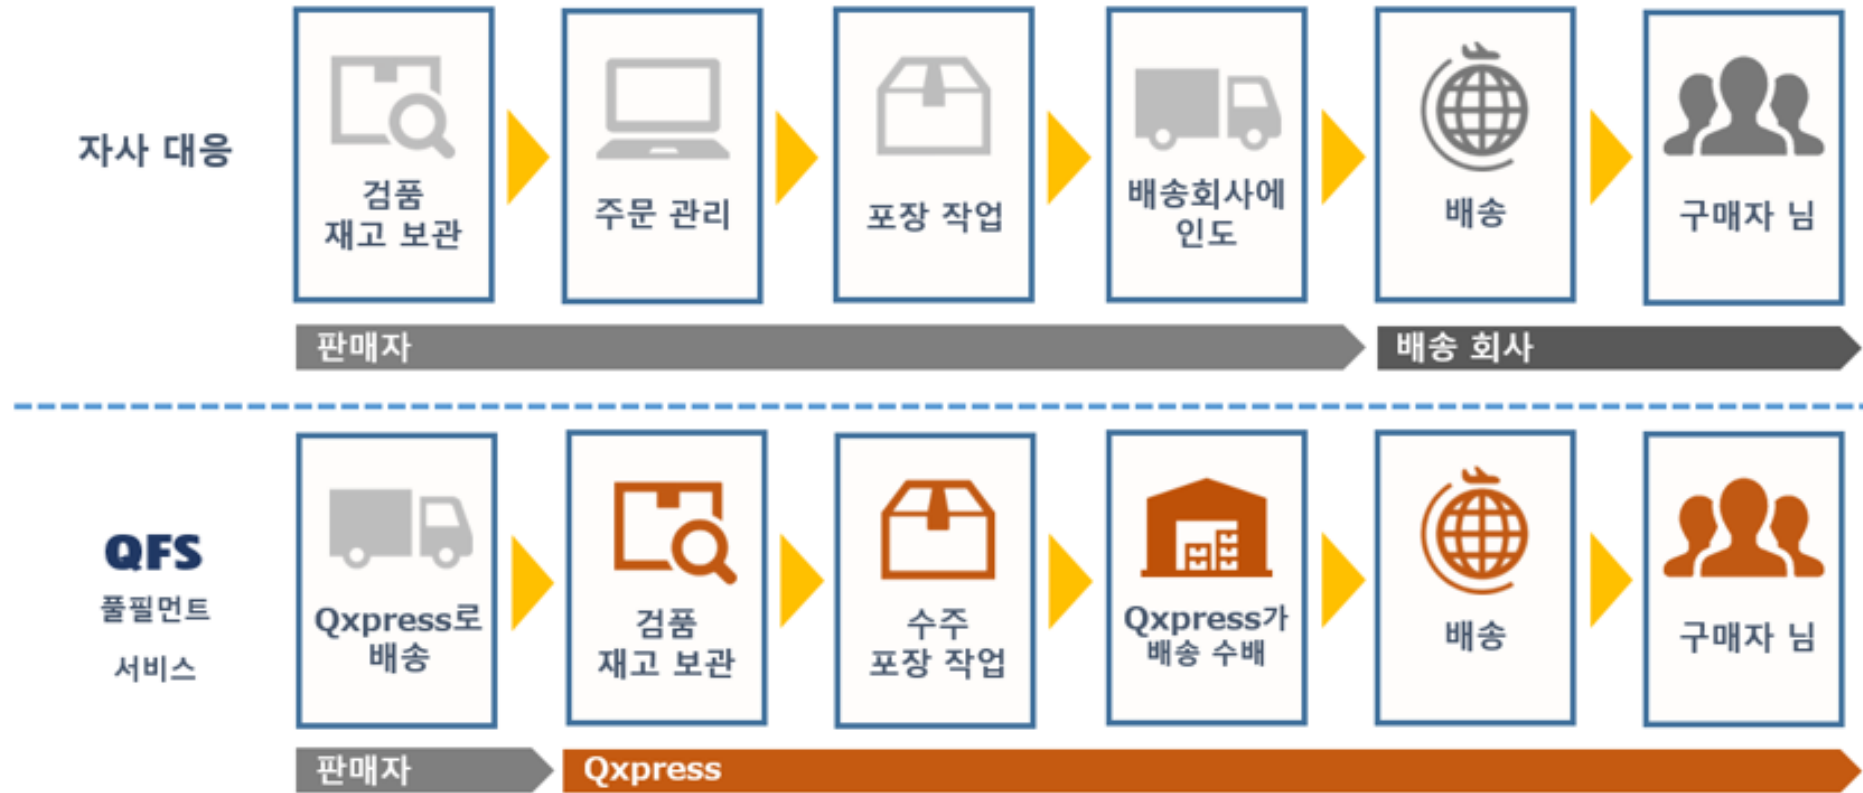 자사 대응
검품
재고 보관
주문 관리
포장 작업
배송회사에
인도
배송
구매자 님
판매자
배송 회사
QFS
풀필먼트
서비스
Qxpress로
배송
검품
재고 보관
수주
포장 작업
Qxpress가
배송 수배
배송
구매자 님
판매자
Qxpress